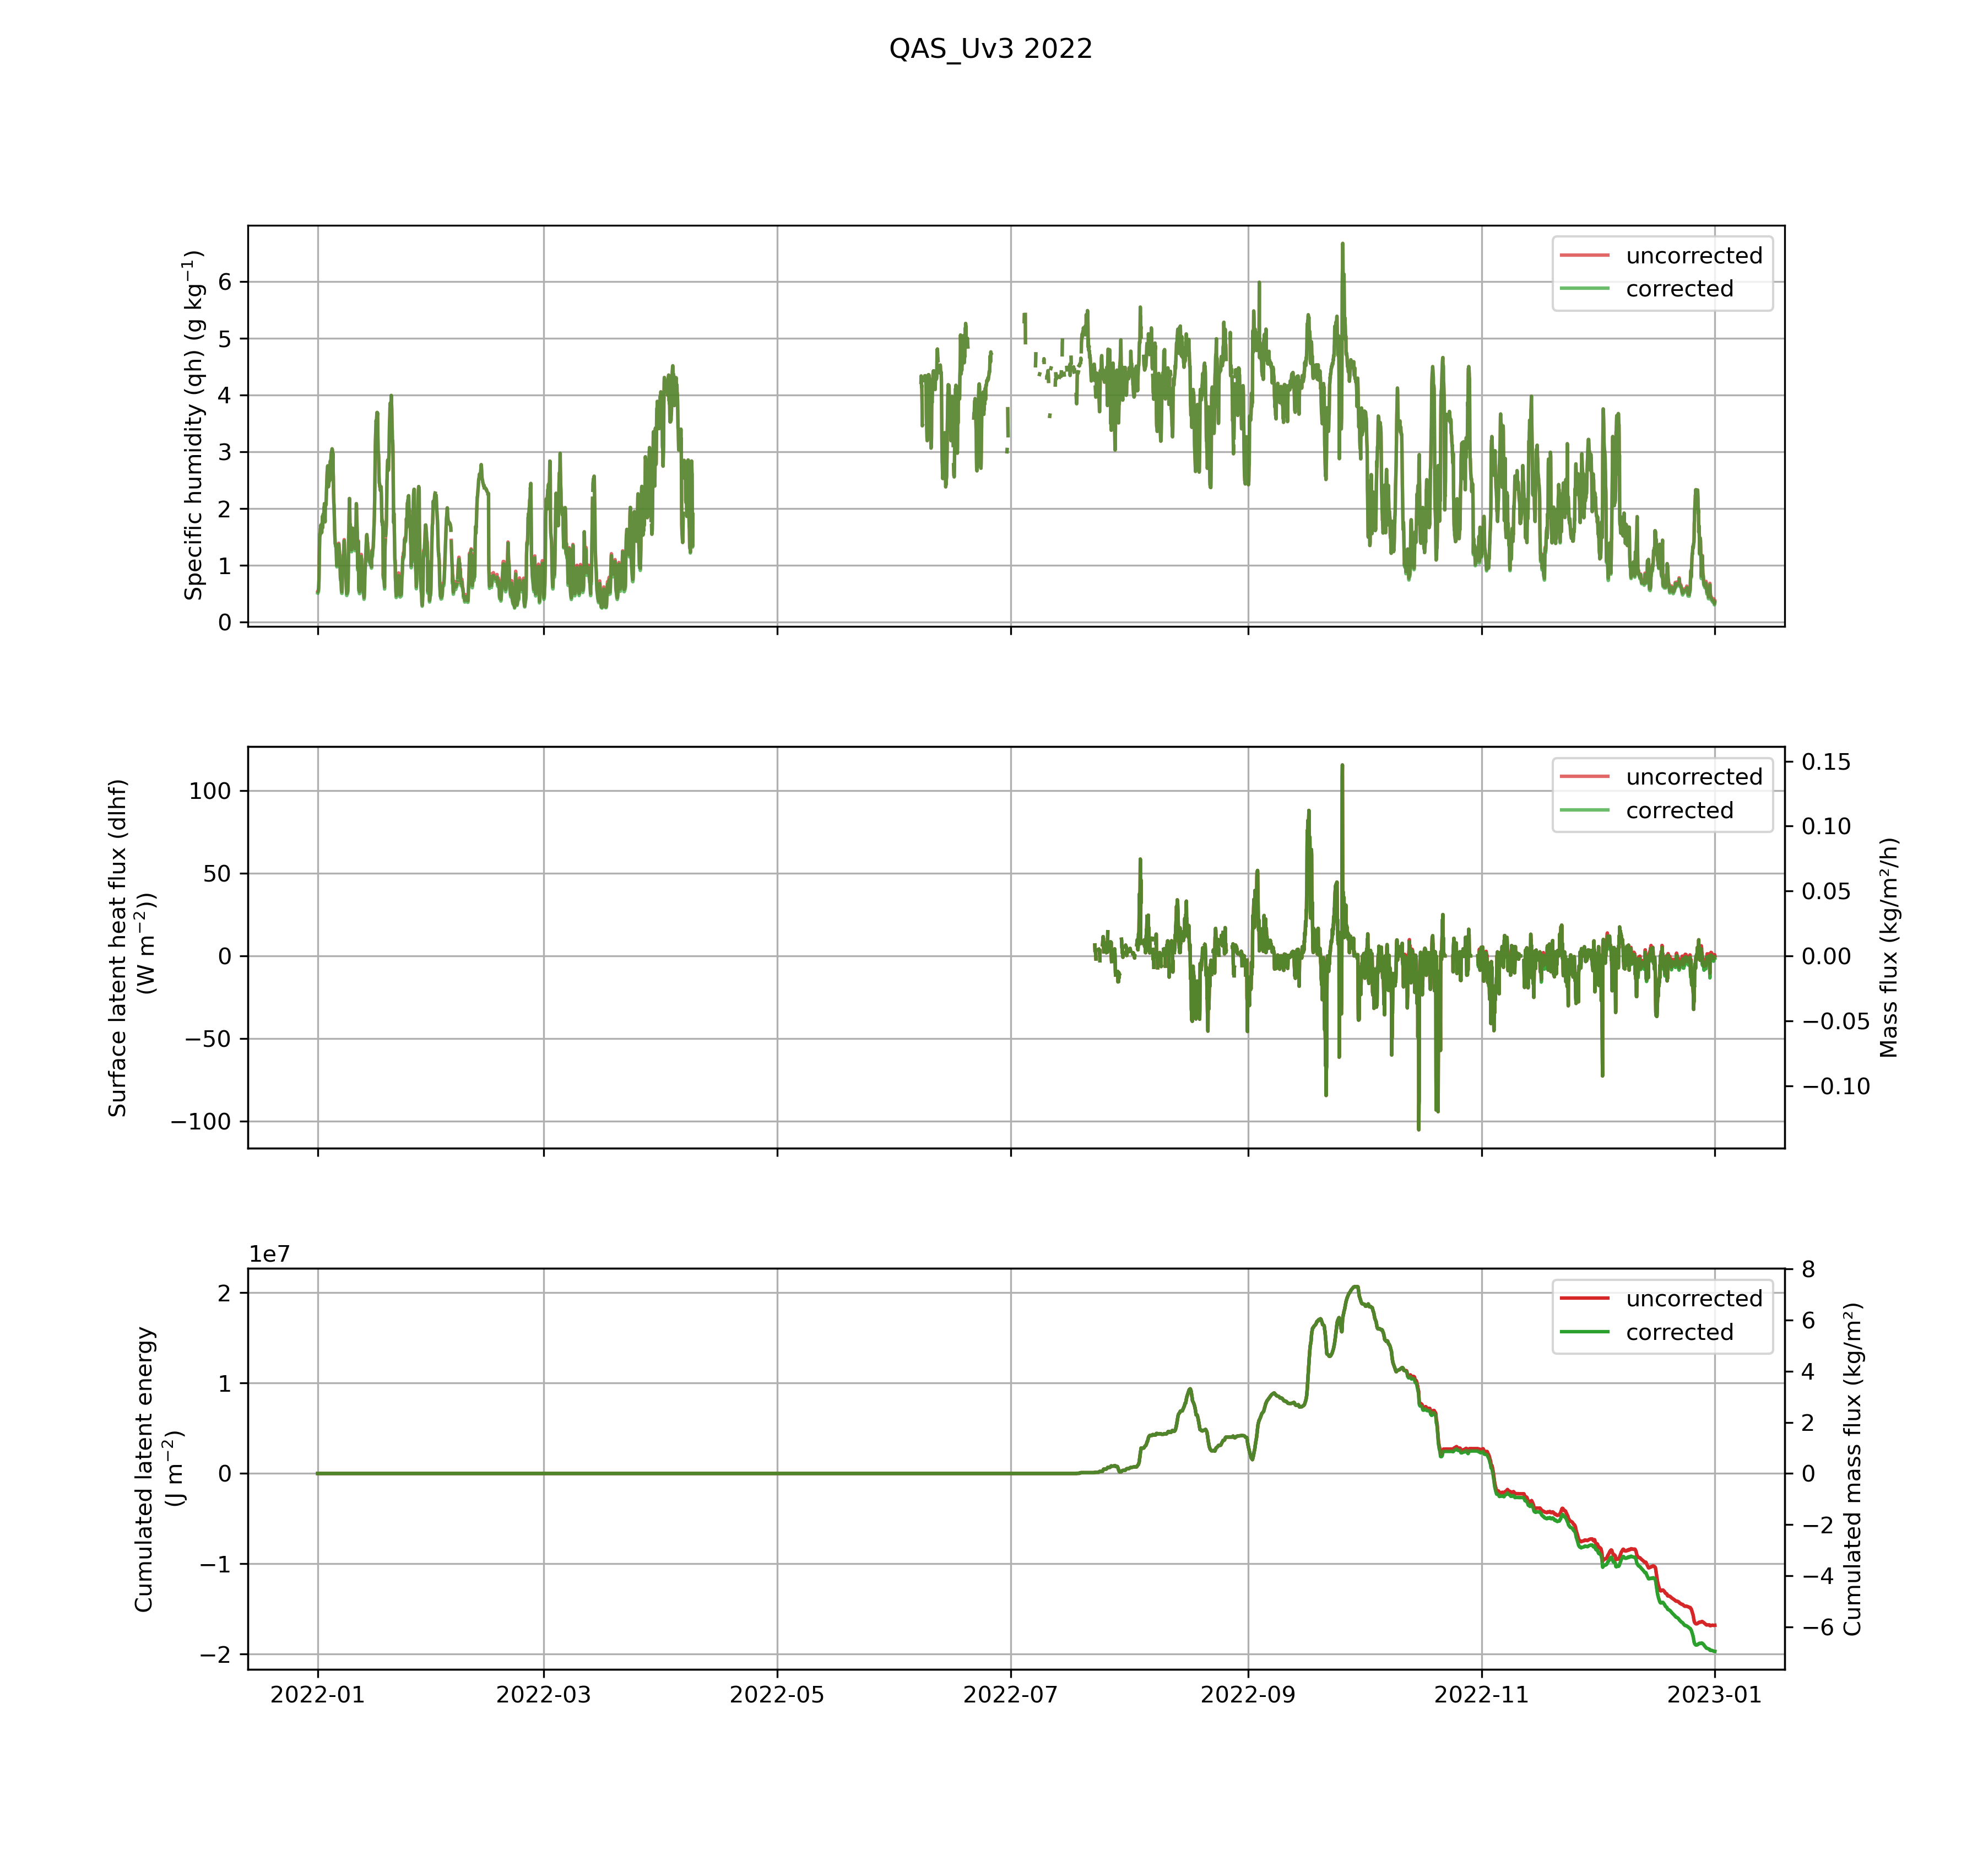 QAS_Uv3 2022
Specific humidity (qh) (g kg⁻¹)
6
5
4
3
2
1
0
uncorrected
corrected
Surface latent heat flux (dlhf)
(W m⁻²))
100
50
0
−50
−100
uncorrected
corrected
0.15
0.10
0.05
0.00
−0.05
−0.10
Mass flux (kg/m²/h)
1e7
Cumulated latent energy
(J m⁻²)
2
1
0
−1
−2
uncorrected
corrected
8
6
4
2
0
−2
−4
−6
Cumulated mass flux (kg/m²)
2022-01
2022-03
2022-05
2022-07
2022-09
2022-11
2023-01